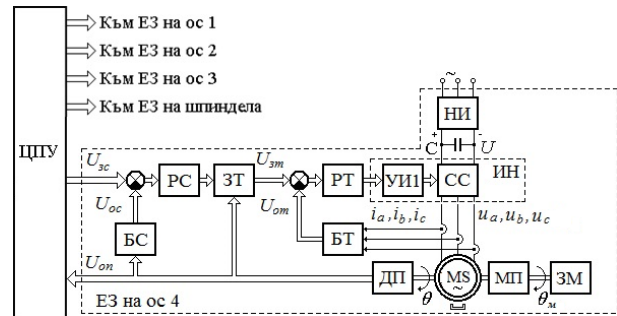 Към ЕЗ на ос 1
Към ЕЗ на ос 2
Към ЕЗ на ос 3
Към ЕЗ на шпиндела
ЦПУ
~
НИ
+
-
C
U
ИН
Uзс
Uзт
РС
ЗТ
РТ
УИ1
СС
Uос
Uот
ia, ib, ic
ua, ub, uc
БС
БТ
Uоп
ДП
MS
~
МП
ЗМ
θ
θм
ЕЗ на ос 4